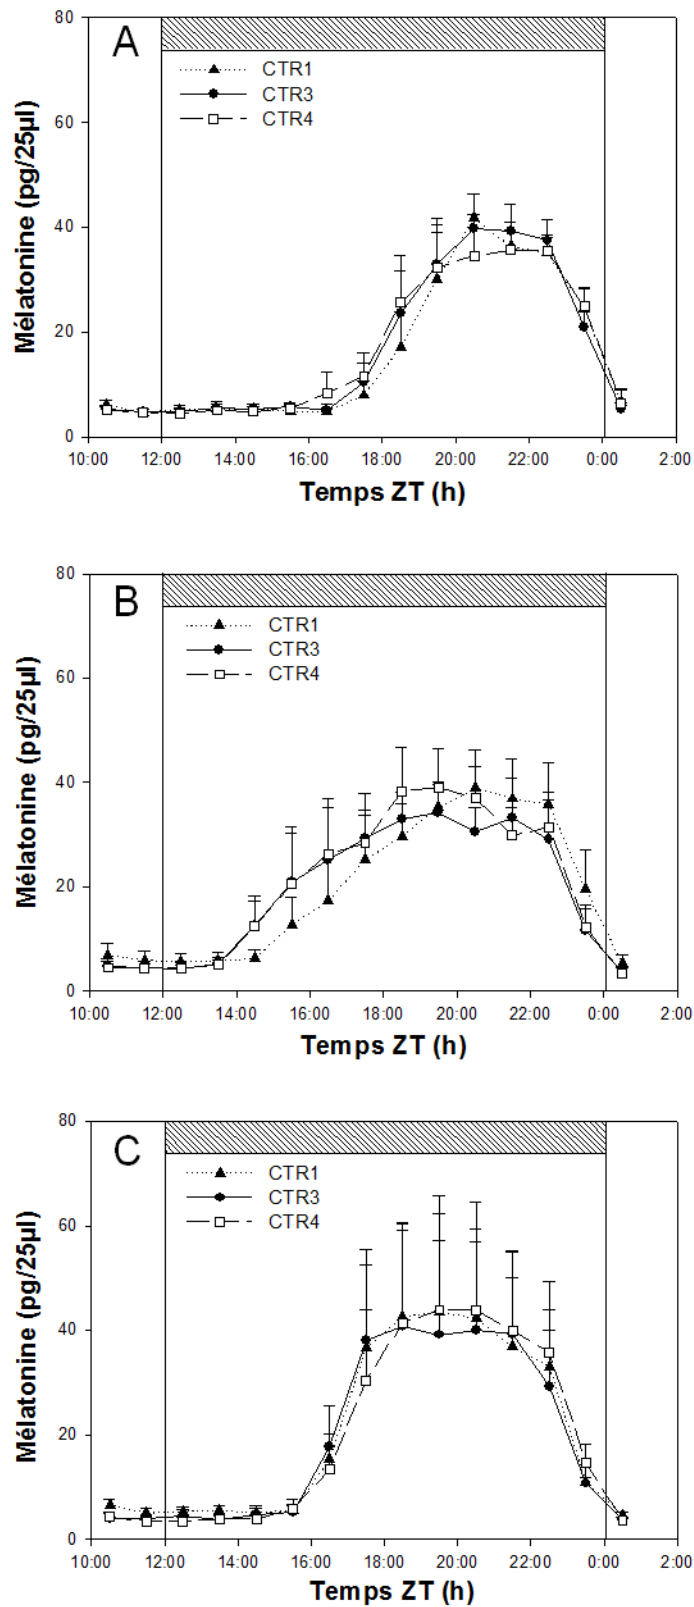 A
80
60
40
20
0
Mélatonine (pg/25µl)
CTR1
CTR3
CTR4
10:00 12:00 14:00 16:00 18:00 20:00 22:00 0:00 2:00
Temps ZT (h)
B
80
60
40
20
0
Mélatonine (pg/25µl)
CTR1
CTR3
CTR4
10:00 12:00 14:00 16:00 18:00 20:00 22:00 0:00 2:00
Temps ZT (h)
C
80
60
40
20
0
Mélatonine (pg/25µl)
CTR1
CTR3
CTR4
10:00 12:00 14:00 16:00 18:00 20:00 22:00 0:00 2:00
Temps ZT (h)